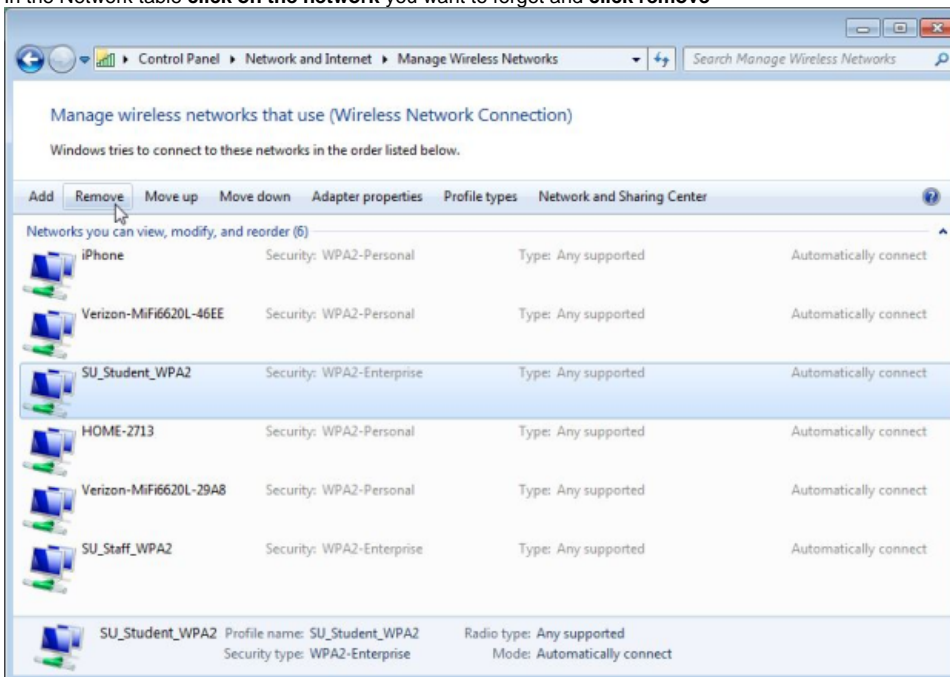 In the Network table click on the network you want to forget and click remove
Control Panel Network and Internet Manage Wireless Networks Search Manage Wireless Networks
Manage wireless networks that use (Wireless Network Connection)
Windows tries to connect to these networks in the order listed below.
Add Remove Move up Move down Adapter properties Profile types Network and Sharing Center
Networks you can view, modify, and reorder (6)
iPhone Security: WPA2-Personal Type: Any supported Automatically connect
Verizon-MiFi6620L-46EE Security: WPA2-Personal Type: Any supported Automatically connect
SU_Student_WPA2 Security: WPA2-Enterprise Type: Any supported Automatically connect
HOME-2713 Security: WPA2-Personal Type: Any supported Automatically connect
Verizon-MiFi6620L-29A8 Security: WPA2-Personal Type: Any supported Automatically connect
SU_Staff_WPA2 Security: WPA2-Enterprise Type: Any supported Automatically connect
SU_Student_WPA2 Profile name: SU_Student_WPA2 Radio type: Any supported
Security type: WPA2-Enterprise Mode: Automatically connect